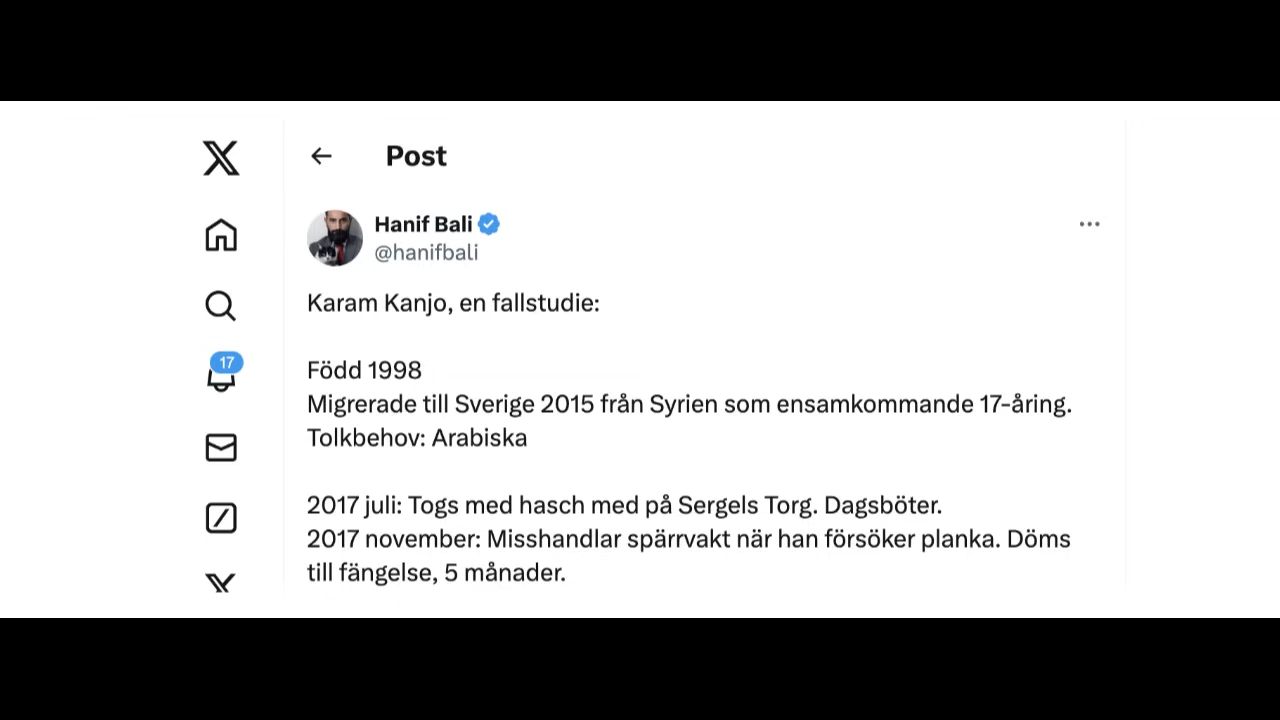 Post
Hanif Bali
@hanifbali
Karam Kanjo, en fallstudie:
Född 1998
Migrerade till Sverige 2015 från Syrien som ensamkommande 17-åring.
Tolkbehov: Arabiska
2017 juli: Togs med hasch med på Sergels Torg. Dagsböter.
2017 november: Misshandlar spärrvakt när han försöker planka. Döms
till fängelse, 5 månader.
17